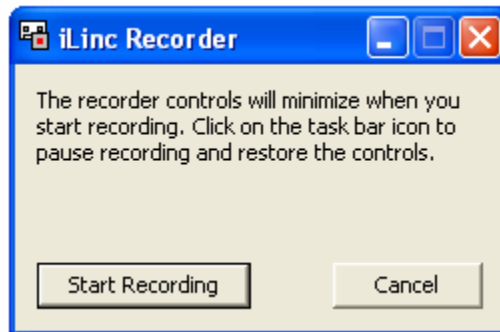 iLinc Recorder
The recorder controls will minimize when you
start recording. Click on the task bar icon to
pause recording and restore the controls.
Start Recording
Cancel